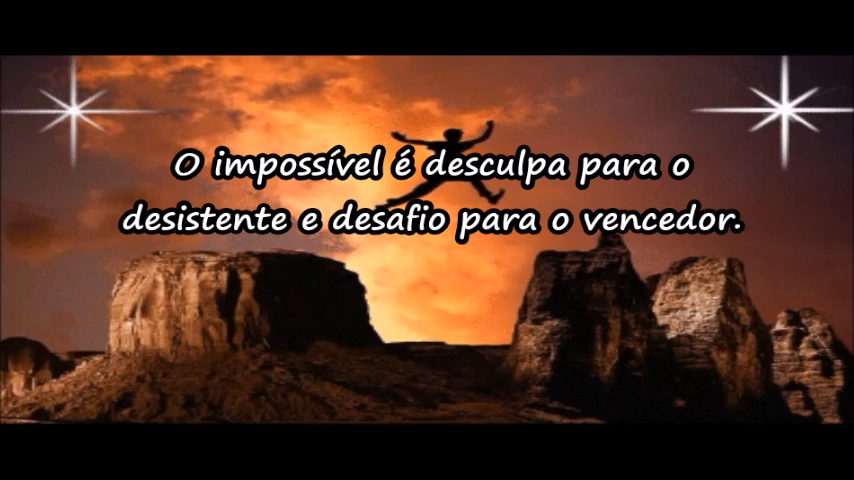 O impossível é desculpa para o
desistente e desafio para o vencedor.